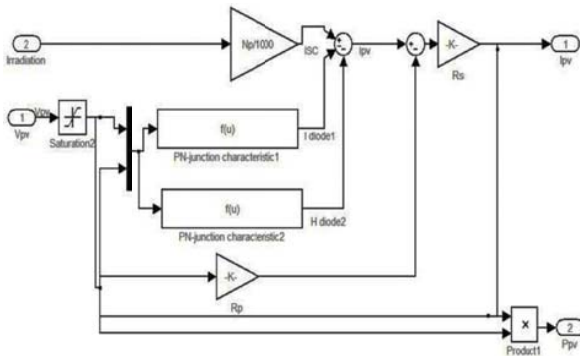 2
Irradiation
Np/1000
ISC
Ipv
-K-
Rs
1
Ipv
1
Vpv
Vpv
Saturation2
f(u)
I diode1
PN-junction characteristic1
f(u)
H diode2
PN-junction characteristic2
-K-
Rp
×
Product1
2
Ppv